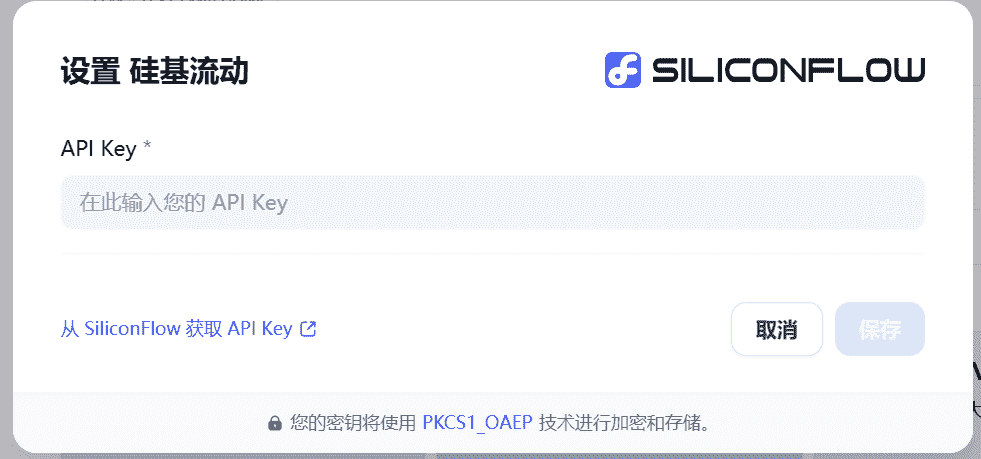 设置 硅基流动
SILICONFLOW
API Key *
在此输入您的 API Key
从 SiliconFlow 获取 API Key
取消
保存
您的密钥将使用 PKCS1_OAEP 技术进行加密和存储。